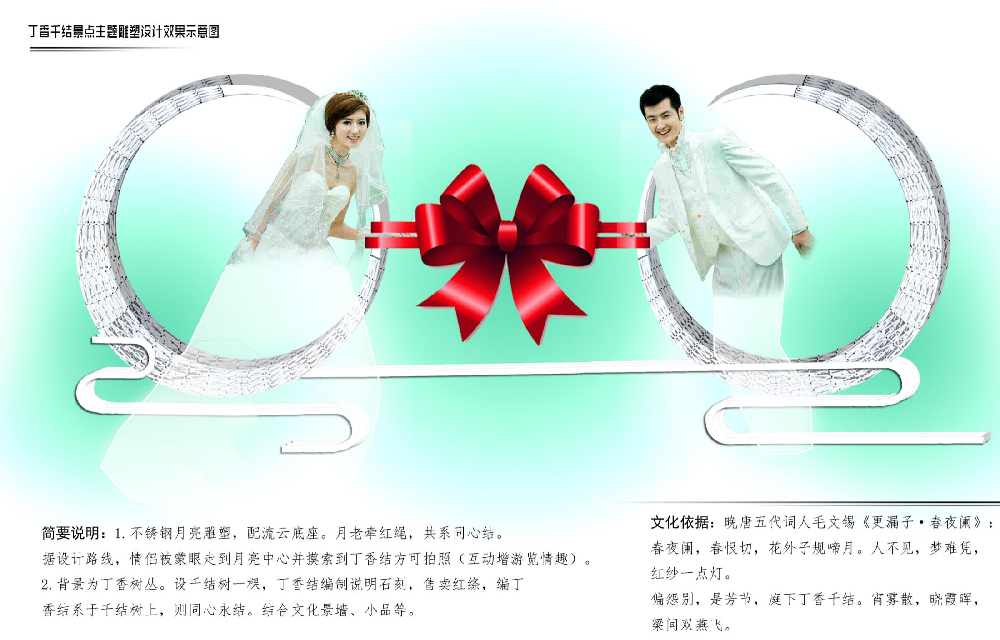 丁香千结景点主题雕塑设计效果示意图
简要说明：1.不锈钢月亮雕塑，配流云底座。月老牵红绳，共系同心结。
据设计路线，情侣被蒙眼走到月亮中心并摸索到丁香结方可拍照（互动增游览情趣）。
2.背景为丁香树丛。设千结树一棵，丁香结编制说明石刻，售卖红绦，编丁
香结系于千结树上，则同心永结。结合文化景墙、小品等。
文化依据：晚唐五代词人毛文锡《更漏子·春夜阑》：
春夜阑，春恨切，花外子规啼月。人不见，梦难凭，
红纱一点灯。
偏怨别，是芳节，庭下丁香千结。宵雾散，晓霞晖，
梁间双燕飞。